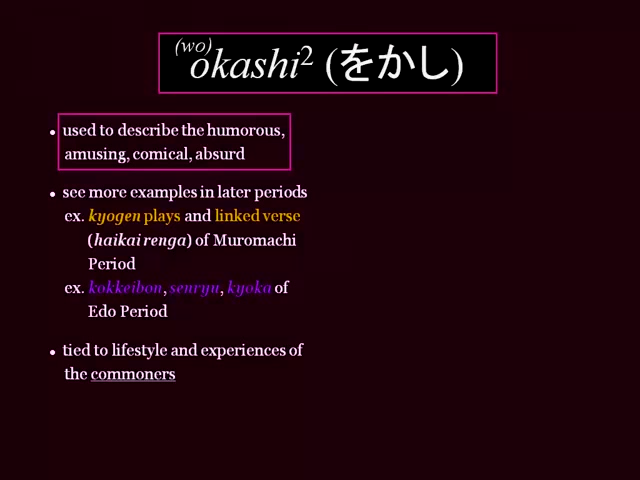 (wo)okashi² (をかし)
• used to describe the humorous,
amusing, comical, absurd
• see more examples in later periods
ex. kyogen plays and linked verse
(haikai renga) of Muromachi
Period
ex. kokkeibon, senryu, kyoka of
Edo Period
• tied to lifestyle and experiences of
the commoners